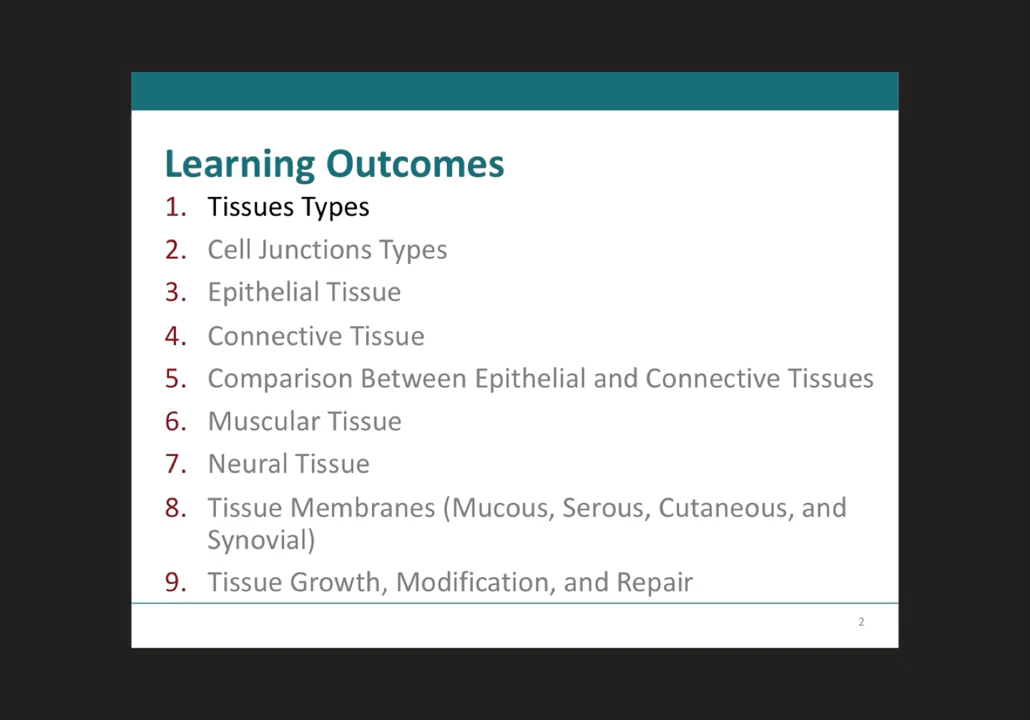 Learning Outcomes
1. Tissues Types
2. Cell Junctions Types
3. Epithelial Tissue
4. Connective Tissue
5. Comparison Between Epithelial and Connective Tissues
6. Muscular Tissue
7. Neural Tissue
8. Tissue Membranes (Mucous, Serous, Cutaneous, and
Synovial)
9. Tissue Growth, Modification, and Repair
2